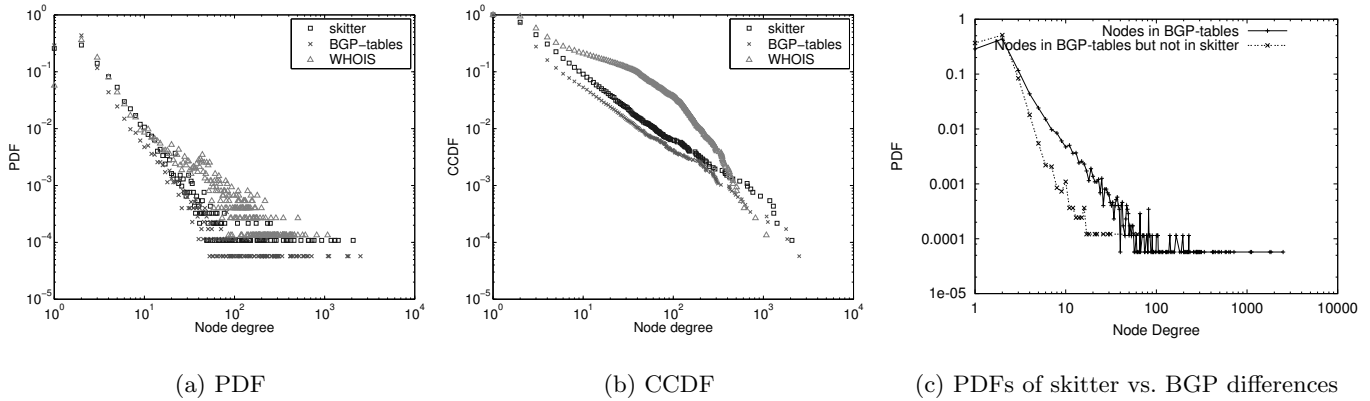 10^0
10^-1
10^-2
10^-3
10^-4
10^-5
PDF
10^0
10^1
10^2
10^3
10^4
Node degree
skitter
BGP-tables
WHOIS
(a) PDF
10^0
10^-1
10^-2
10^-3
10^-4
10^-5
CCDF
10^0
10^1
10^2
10^3
10^4
Node degree
skitter
BGP-tables
WHOIS
(b) CCDF
1
0.1
0.01
0.001
0.0001
1e-05
PDF
1
10
100
1000
10000
Node Degree
Nodes in BGP-tables
Nodes in BGP-tables but not in skitter
(c) PDFs of skitter vs. BGP differences